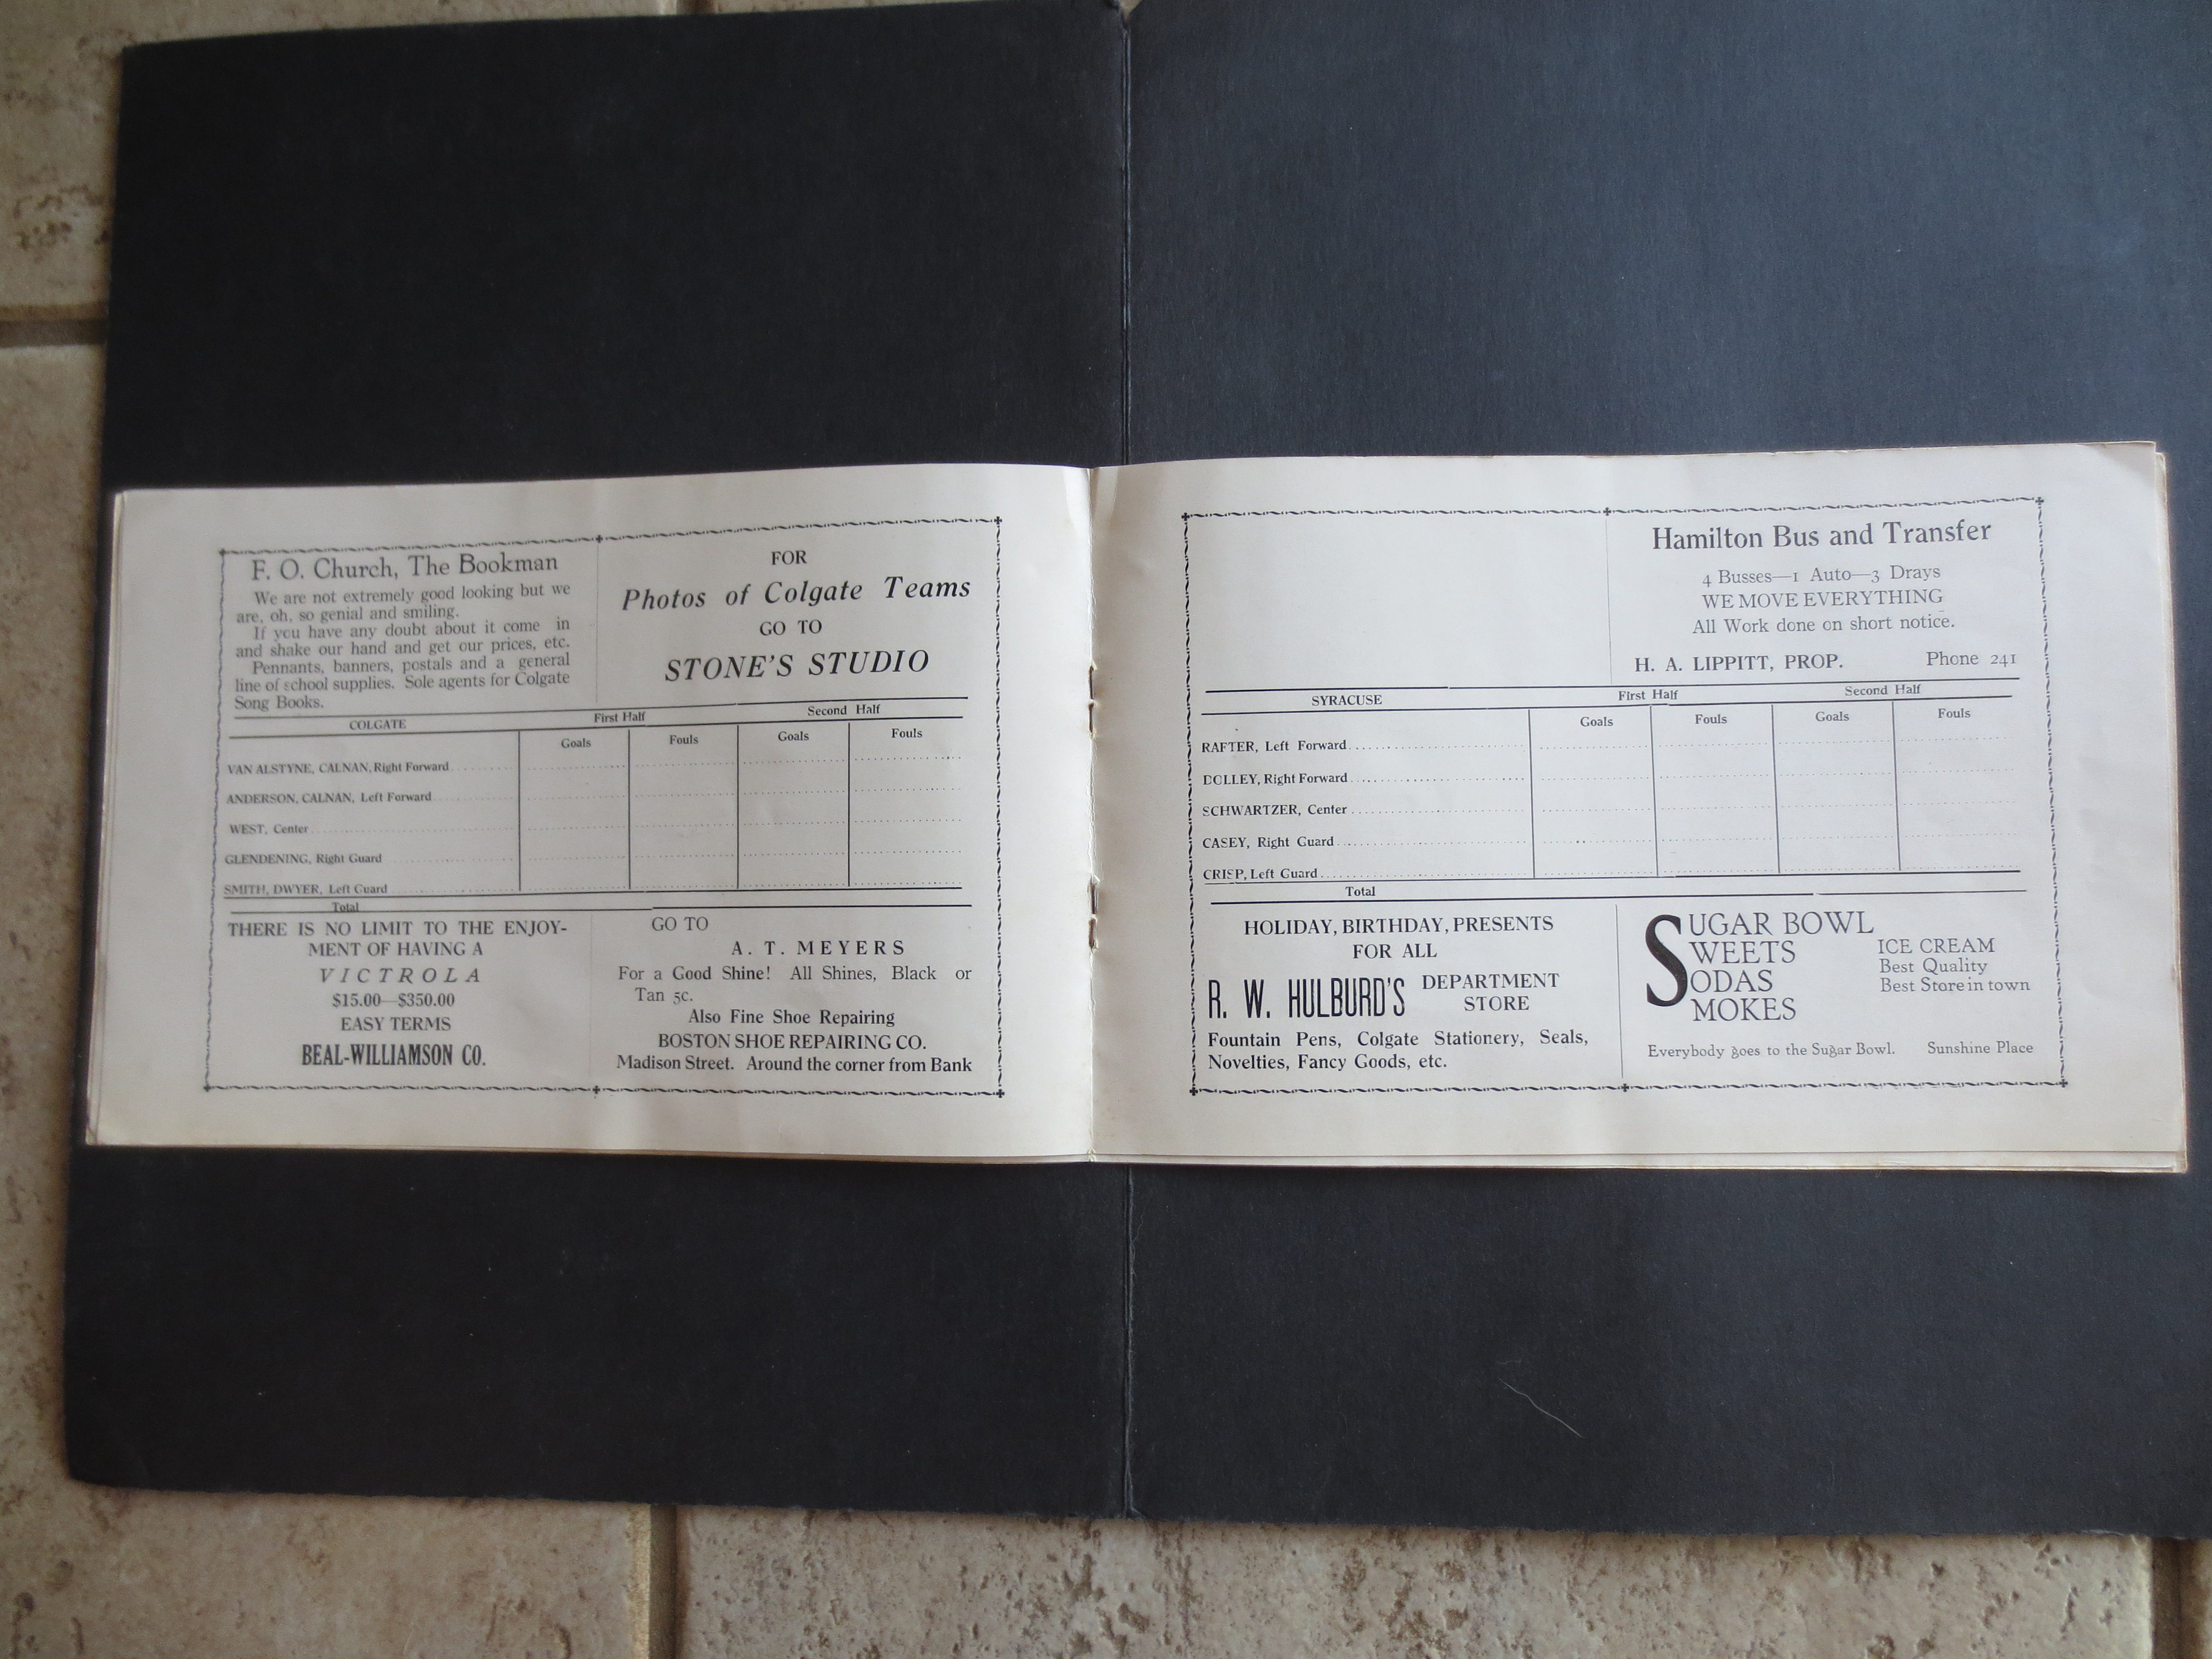 F. O. Church, The Bookman
We are not extremely good looking but we
are, oh, so genial and smiling.
If you have any doubt about it come in
and shake our hand and get our prices, etc.
Pennants, banners, postals and a general
line of school supplies. Sole agents for Colgate
Song Books.
FOR
Photos of Colgate Teams
GO TO
STONE'S STUDIO
COLGATE First Half Second Half
Goals Fouls Goals Fouls
VAN ALSTYNE, CALNAN, Right Forward
ANDERSON, CALNAN, Left Forward
WEST, Center
GLENDENING, Right Guard
SMITH, DWYER, Left Guard
Total
THERE IS NO LIMIT TO THE ENJOY-
MENT OF HAVING A
VICTROLA
$15.00—$350.00
EASY TERMS
BEAL-WILLIAMSON CO.
GO TO
A. T. MEYERS
For a Good Shine! All Shines, Black or
Tan 5c.
Also Fine Shoe Repairing
BOSTON SHOE REPAIRING CO.
Madison Street. Around the corner from Bank
Hamilton Bus and Transfer
4 Busses—1 Auto—3 Drays
WE MOVE EVERYTHING
All Work done on short notice.
H. A. LIPPITT, PROP. Phone 241
SYRACUSE First Half Second Half
Goals Fouls Goals Fouls
RAFTER, Left Forward
DOLLEY, Right Forward
SCHWARTZER, Center
CASEY, Right Guard
CRISP, Left Guard
Total
HOLIDAY, BIRTHDAY, PRESENTS
FOR ALL
R. W. HULBURD'S DEPARTMENT
STORE
Fountain Pens, Colgate Stationery, Seals,
Novelties, Fancy Goods, etc.
SUGAR BOWL
WEETS
ODAS
MOKES
ICE CREAM
Best Quality
Best Store in town
Everybody goes to the Sugar Bowl. Sunshine Place